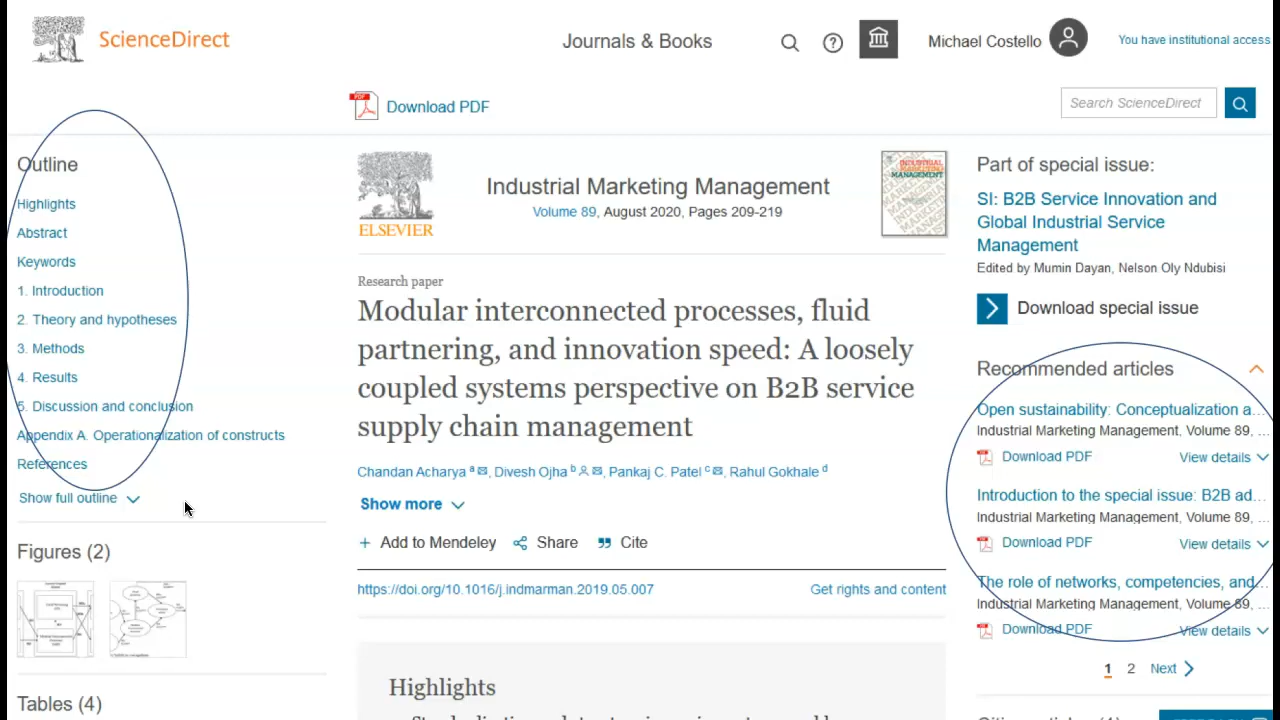 ScienceDirect
Journals & Books
Michael Costello
You have institutional access
Download PDF
Search ScienceDirect
Outline
Highlights
Abstract
Keywords
1. Introduction
2. Theory and hypotheses
3. Methods
4. Results
5. Discussion and conclusion
Appendix A. Operationalization of constructs
References
Show full outline
Figures (2)
Tables (4)
ELSEVIER
Industrial Marketing Management
Volume 89, August 2020, Pages 209-219
INDUSTRIAL
MARKETING
MANAGEMENT
Research paper
Modular interconnected processes, fluid
partnering, and innovation speed: A loosely
coupled systems perspective on B2B service
supply chain management
Chandan Acharya a, Divesh Ojha b, Pankaj C. Patel c, Rahul Gokhale d
Show more
+ Add to Mendeley Share Cite
https://doi.org/10.1016/j.indmarman.2019.05.007
Get rights and content
Highlights
Part of special issue:
SI: B2B Service Innovation and
Global Industrial Service
Management
Edited by Mumin Dayan, Nelson Oly Ndubisi
Download special issue
Recommended articles
Open sustainability: Conceptualization a...
Industrial Marketing Management, Volume 89, ...
Download PDF View details
Introduction to the special issue: B2B ad...
Industrial Marketing Management, Volume 89, ...
Download PDF View details
The role of networks, competencies, and...
Industrial Marketing Management, Volume 89, ...
Download PDF View details
1 2 Next